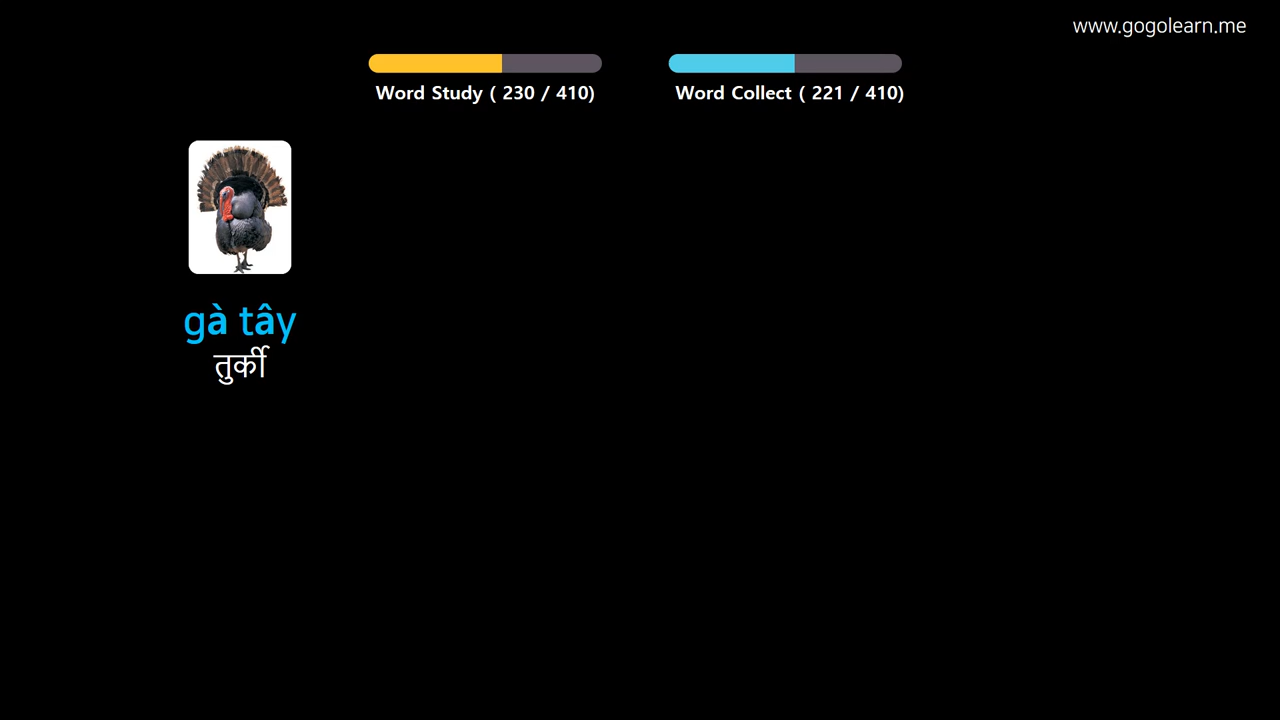 www.gogolearn.me
Word Study ( 230 / 410)
Word Collect ( 221 / 410)
gà tây
तुर्की